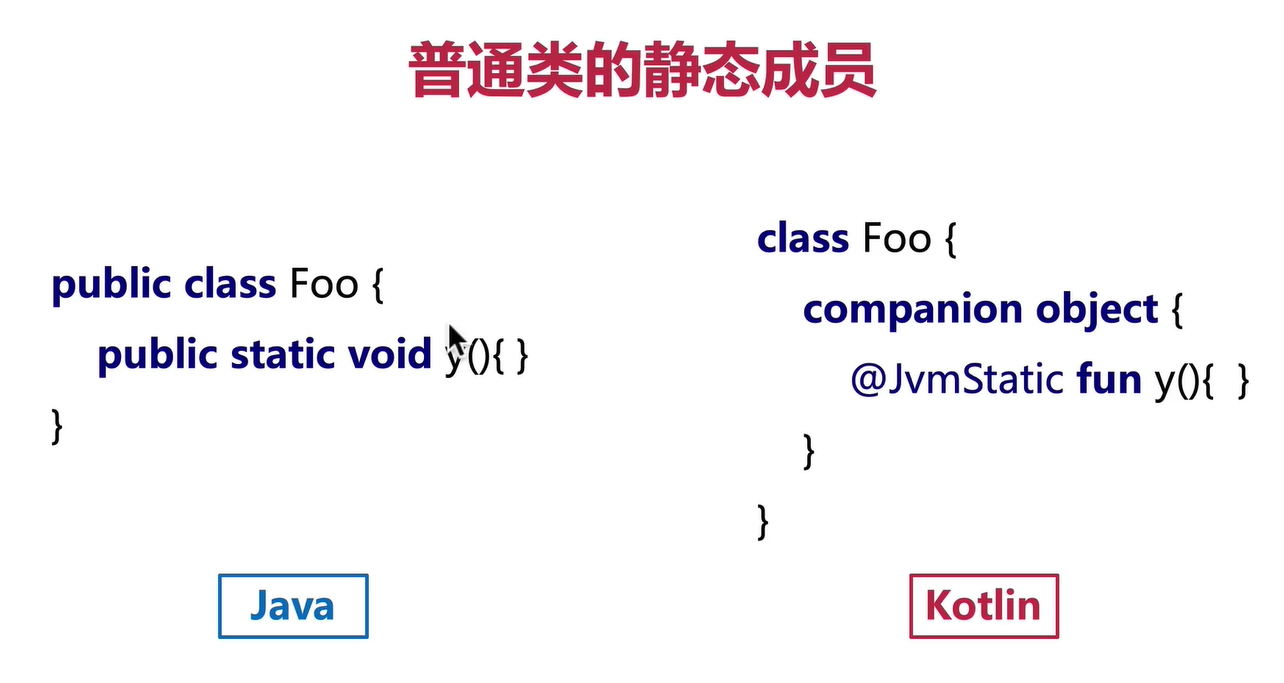 普通类的静态成员
public class Foo {
public static void y(){ }
}
Java
class Foo {
companion object {
@JvmStatic fun y(){  }
}
}
Kotlin